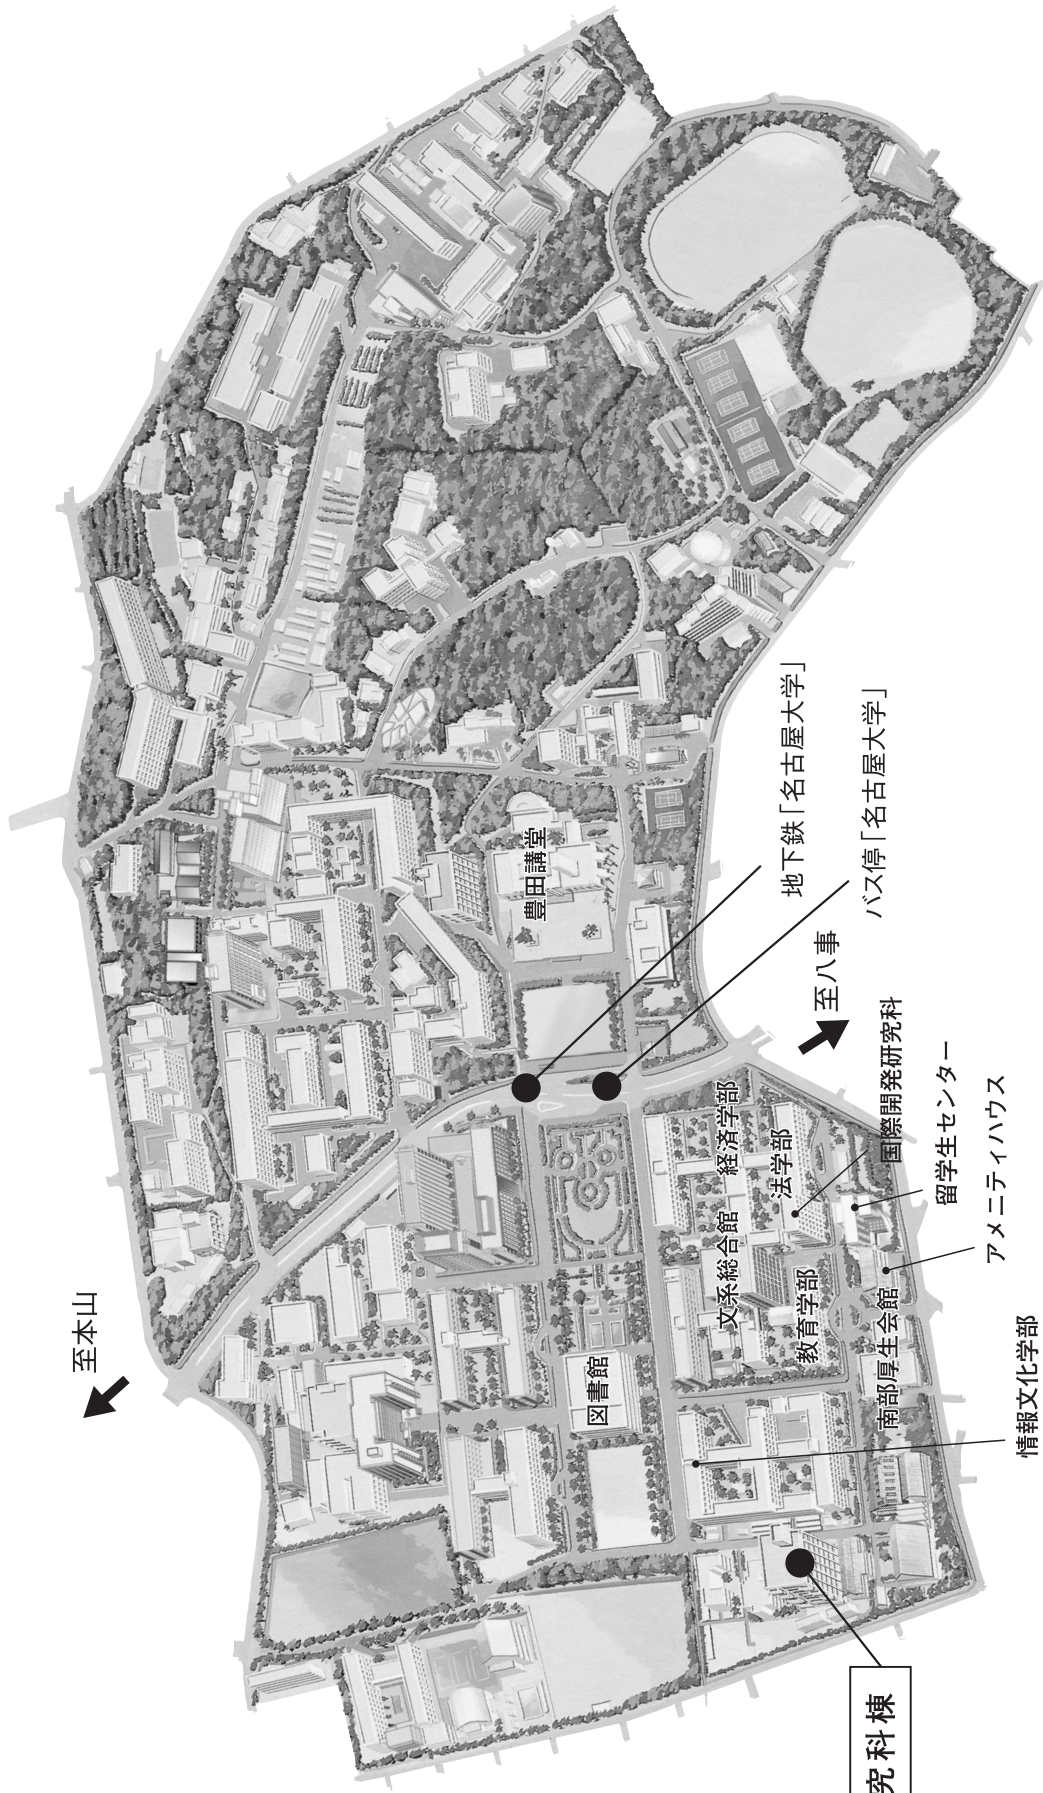 至本山
豊田講堂
地下鉄「名古屋大学」
バス停「名古屋大学」
至八事
経済学部
法学部
国際開発研究科
文系総合館
留学生センター
アメニティハウス
教育学部
南部厚生会館
図書館
情報文化学部
究科棟